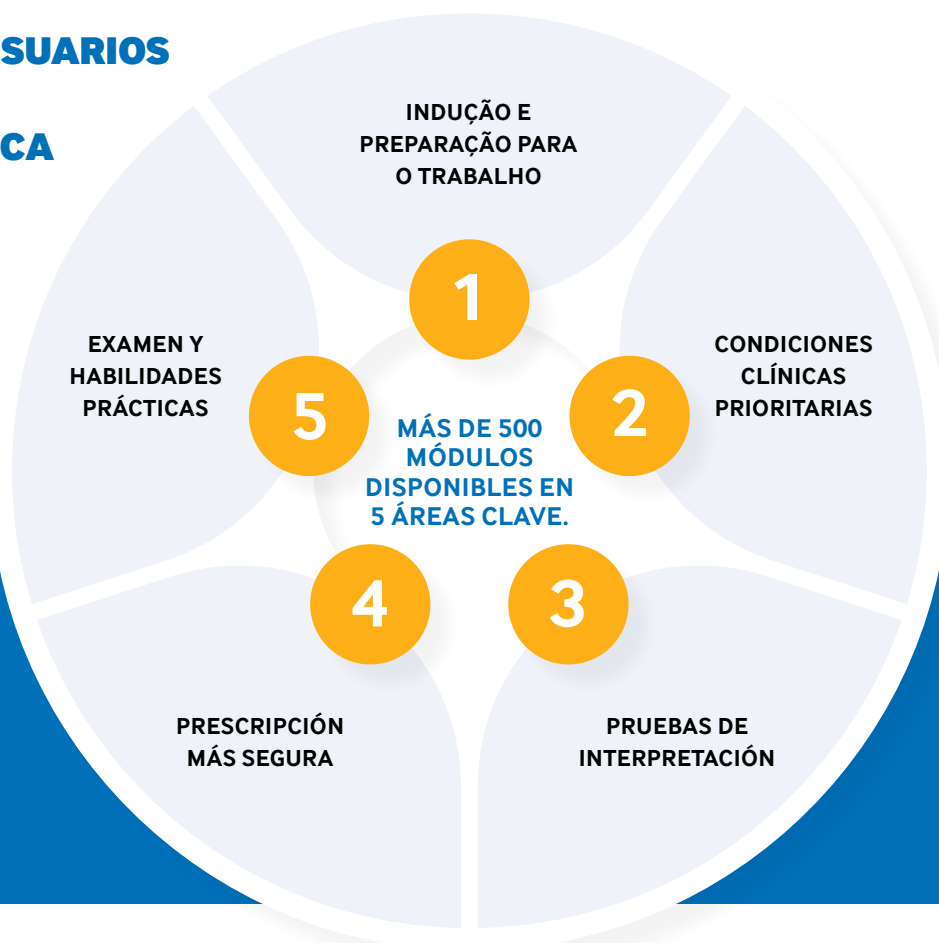 SUARIOS
CA
INDUÇÃO E
PREPARAÇÃO PARA
O TRABALHO
1
CONDICIONES
CLÍNICAS
PRIORITARIAS
2
PRUEBAS DE
INTERPRETACIÓN
3
PRESCRIPCIÓN
MÁS SEGURA
4
EXAMEN Y
HABILIDADES
PRÁCTICAS
5
MÁS DE 500
MÓDULOS
DISPONIBLES EN
5 ÁREAS CLAVE.